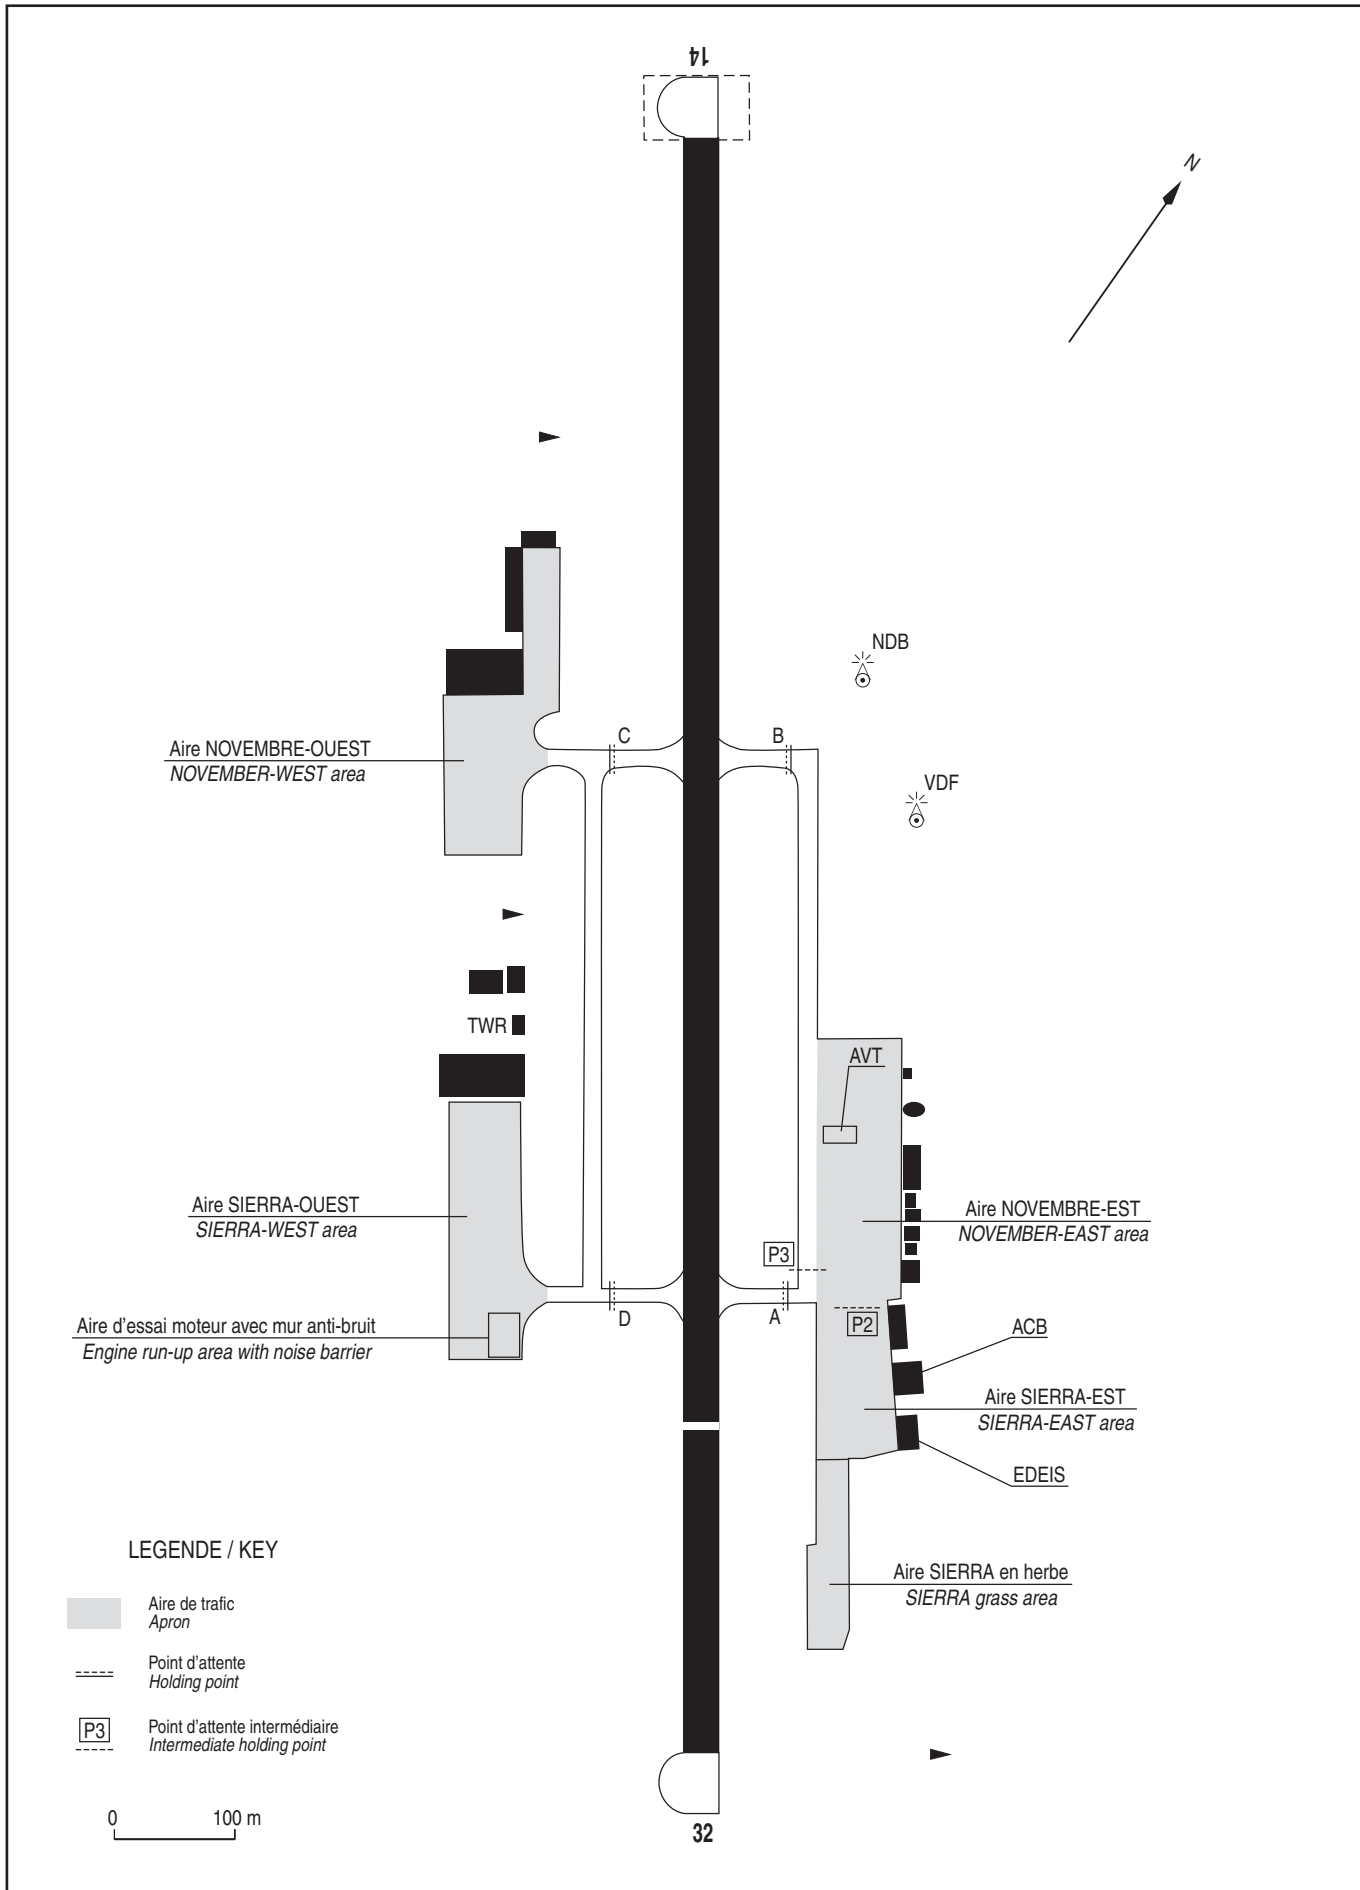 14
N
NDB
C
B
Aire NOVEMBRE-OUEST
NOVEMBER-WEST area
VDF
TWR
AVT
Aire SIERRA-OUEST
SIERRA-WEST area
Aire NOVEMBRE-EST
NOVEMBER-EAST area
P3
D
A
P2
Aire d'essai moteur avec mur anti-bruit
Engine run-up area with noise barrier
ACB
Aire SIERRA-EST
SIERRA-EAST area
EDEIS
LEGENDE / KEY
Aire SIERRA en herbe
SIERRA grass area
Aire de trafic
Apron
Point d'attente
Holding point
P3
Point d'attente intermédiaire
Intermediate holding point
0 100 m
32